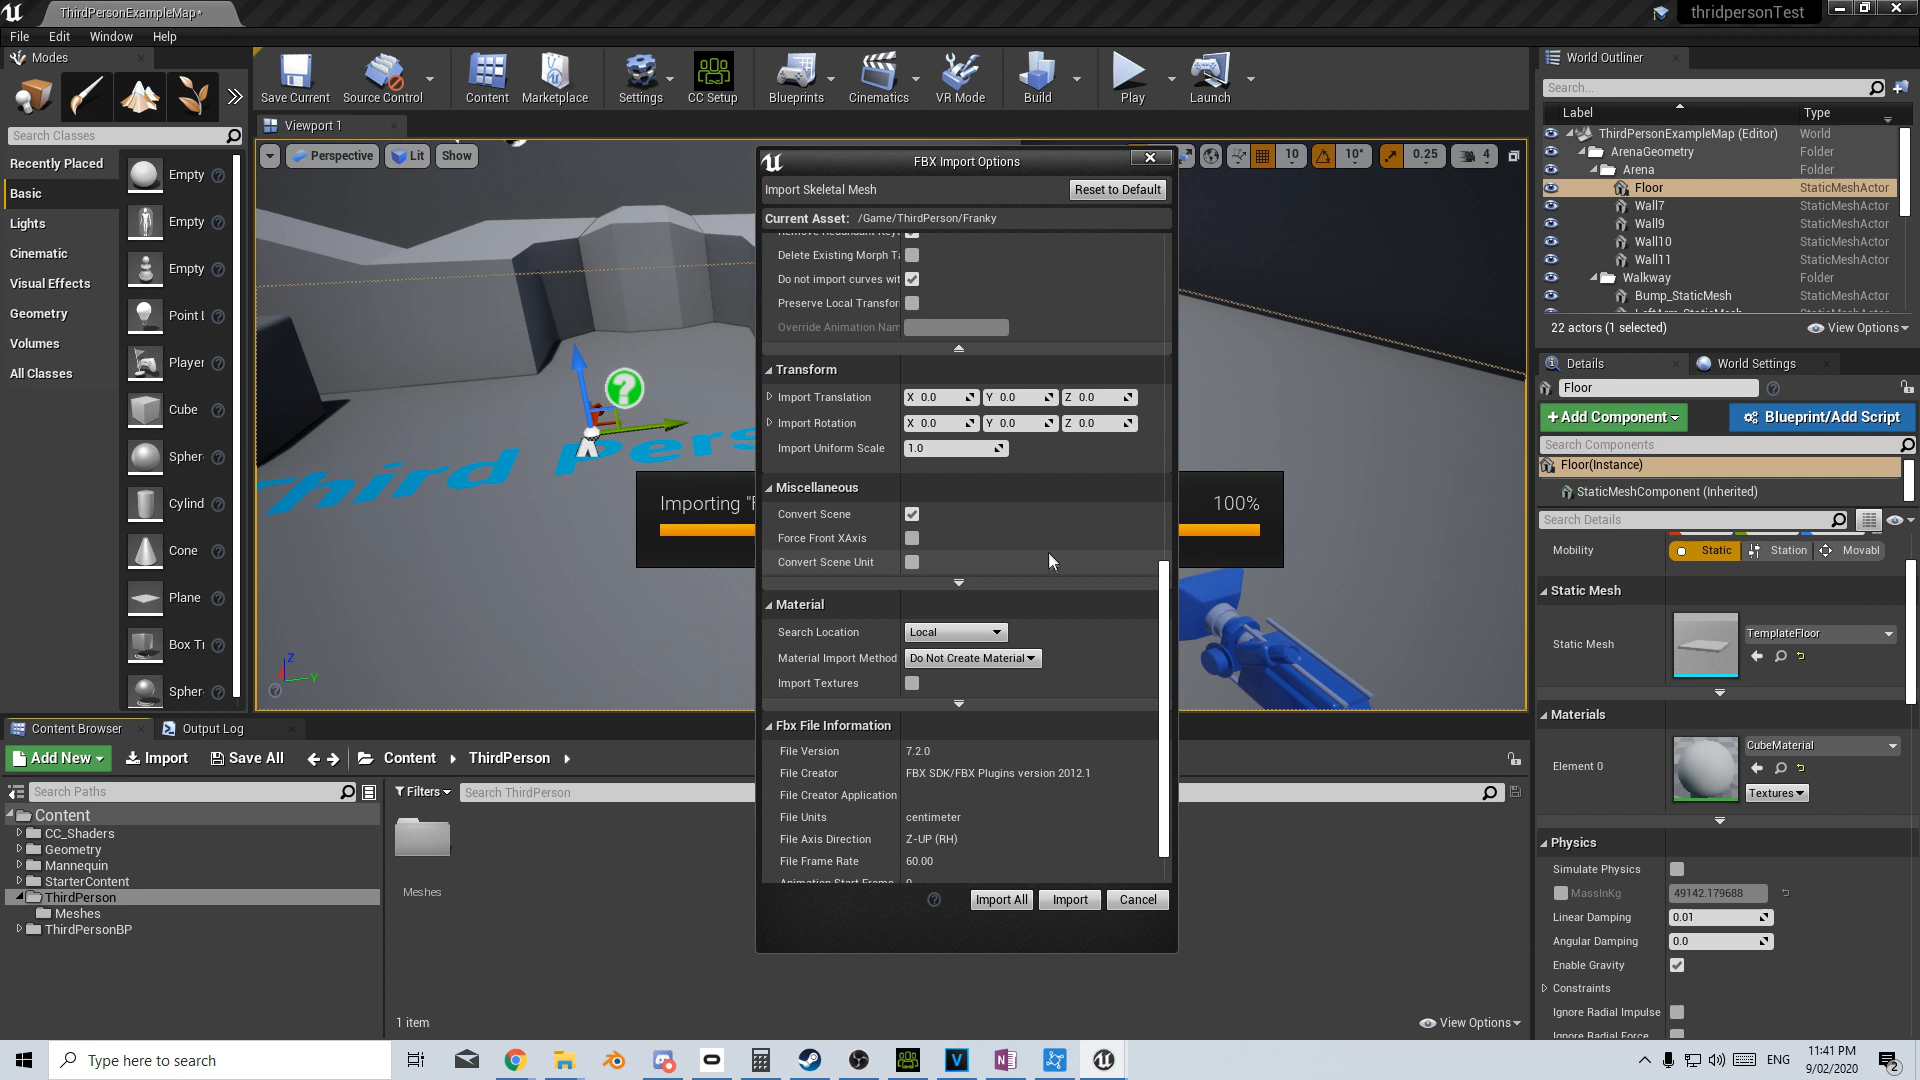 ThirdPersonExampleMap*
thridpersonTest
File Edit Window Help
Modes
Search Classes
Recently Placed
Basic
Lights
Cinematic
Visual Effects
Geometry
Volumes
All Classes
Empty
Empty
Empty
Point L
Player
Cube
Spher
Cylind
Cone
Plane
Box Tr
Spher
Save Current
Source Control
Content
Marketplace
Settings
CC Setup
Blueprints
Cinematics
VR Mode
Build
Play
Launch
Viewport 1
Perspective Lit Show
10 10° 0.25 4
Third Pers
Importing "F 100%
FBX Import Options
Import Skeletal Mesh Reset to Default
Current Asset: /Game/ThirdPerson/Franky
Delete Existing Morph Ta
Do not import curves wit
Preserve Local Transfor
Override Animation Nam
Transform
Import Translation X 0.0 Y 0.0 Z 0.0
Import Rotation X 0.0 Y 0.0 Z 0.0
Import Uniform Scale 1.0
Miscellaneous
Convert Scene
Force Front XAxis
Convert Scene Unit
Material
Search Location Local
Material Import Method Do Not Create Material
Import Textures
Fbx File Information
File Version 7.2.0
File Creator FBX SDK/FBX Plugins version 2012.1
File Creator Application
File Units centimeter
File Axis Direction Z-UP (RH)
File Frame Rate 60.00
Animation Start Frame 0
Import All Import Cancel
Z
Y
World Outliner
Search...
Label Type
ThirdPersonExampleMap (Editor) World
ArenaGeometry Folder
Arena Folder
Floor StaticMeshActor
Wall7 StaticMeshActor
Wall9 StaticMeshActor
Wall10 StaticMeshActor
Wall11 StaticMeshActor
Walkway Folder
Bump_StaticMesh StaticMeshActor
22 actors (1 selected) View Options
Details World Settings
Floor
+Add Component Blueprint/Add Script
Search Components
Floor(Instance)
StaticMeshComponent (Inherited)
Search Details
Mobility Static Station Movabl
Static Mesh
Static Mesh TemplateFloor
Materials
Element 0 CubeMaterial
Textures
Physics
Simulate Physics
MassInKg 49142.179688
Linear Damping 0.01
Angular Damping 0.0
Enable Gravity
Constraints
Ignore Radial Impulse
Ignore Radial Force
Content Browser Output Log
Add New Import Save All Content ThirdPerson
Search Paths Filters Search ThirdPerson
Content
CC_Shaders
Geometry
Mannequin
StarterContent
ThirdPerson
Meshes
ThirdPersonBP
Meshes
1 item View Options
Type here to search
ENG
11:41 PM
9/02/2020
2